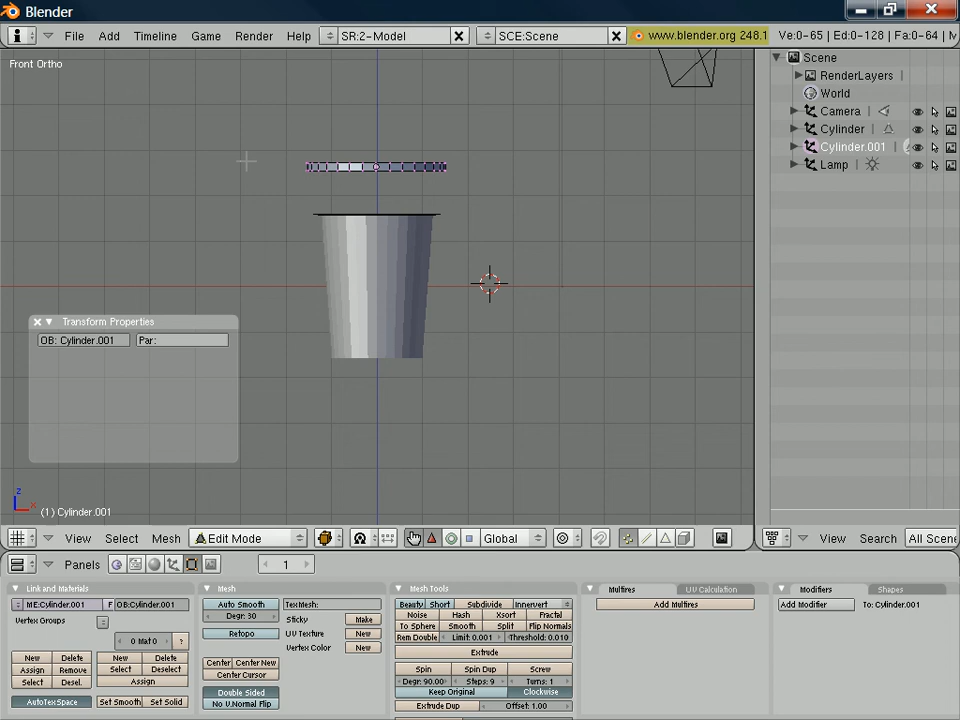 Blender
File Add Timeline Game Render Help SR:2-Model SCE:Scene www.blender.org 248.1 Ve:0-65 | Ed:0-128 | Fa:0-64 |
Front Ortho
Scene
RenderLayers
World
Camera
Cylinder
Cylinder.001
Lamp
Transform Properties
OB: Cylinder.001 Par:
z
x
(1) Cylinder.001
View Select Mesh Edit Mode Global View Search All Scene
Panels 1
Link and Materials Mesh Mesh Tools Multires UV Calculation Modifiers Shapes
ME:Cylinder.001 F OB:Cylinder.001 Auto Smooth TexMesh: Beauty Short Subdivide Innervert Add Multires Add Modifier To: Cylinder.001
Vertex Groups Degr: 30 UV Texture Make Noise Hash Xsort Fractal
To Sphere Smooth Split Flip Normals
0 Mat 0 ? Retopo Sticky New Rem Double Limit: 0.001 Threshold: 0.010
Vertex Color New Extrude
New Delete New Delete Center Center New Spin Spin Dup Screw
Assign Remove Select Deselect Center Cursor Degr: 90.00 Steps: 9 Turns: 1
Select Desel. Assign Double Sided Keep Original Clockwise
AutoTexSpace Set Smooth Set Solid No V.Normal Flip Extrude Dup Offset: 1.00